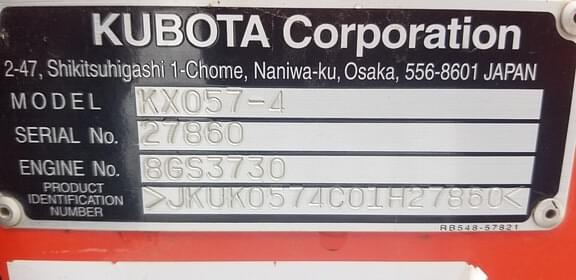 KUBOTA Corporation
2-47, Shikitsuhigashi 1-Chome, Naniwa-ku, Osaka, 556-8601 JAPAN
MODEL KX057-4
SERIAL No. 27860
ENGINE No. 8GS3730
PRODUCT IDENTIFICATION NUMBER >JKUK0574C01H27860<
RB548-57821